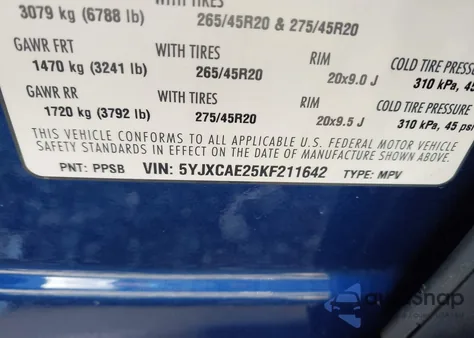 3079 kg (6788 lb)
265/45R20 & 275/45R20
GAWR FRT WITH TIRES RIM COLD TIRE PRESSU
1470 kg (3241 lb) 265/45R20 20x9.0 J 310 kPa, 45
GAWR RR WITH TIRES RIM COLD TIRE PRESSURE
1720 kg (3792 lb) 275/45R20 20x9.5 J 310 kPa, 45 
THIS VEHICLE CONFORMS TO ALL APPLICABLE U.S. FEDERAL MOTOR VEHICLE
SAFETY STANDARDS IN EFFECT ON THE DATE OF MANUFACTURE SHOWN ABOVE.
PNT: PPSB VIN: 5YJXCAE25KF211642 TYPE: MPV